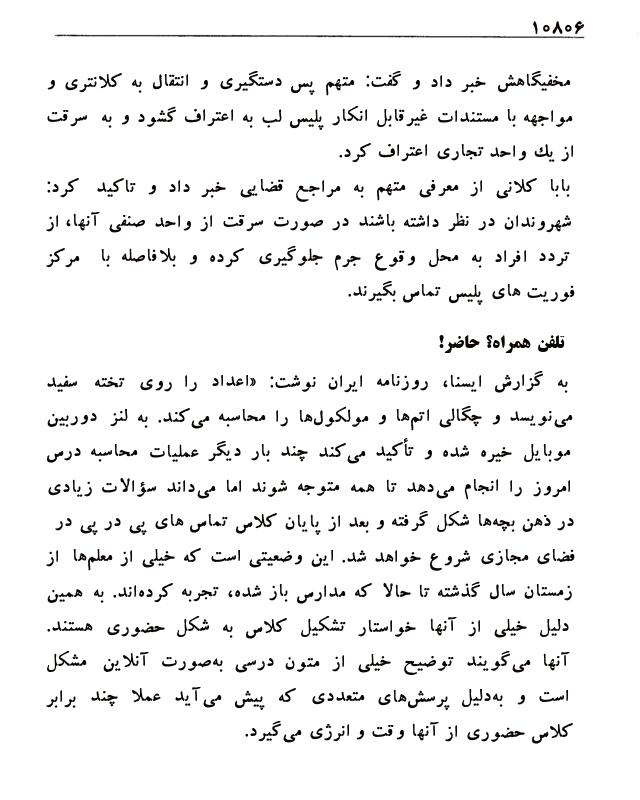 ۱۰۸۰۶
مخفیگاهش خبر داد و گفت: متهم پس دستگیری و انتقال به کلانتری و
مواجهه با مستندات غیرقابل انکار پلیس لب به اعتراف گشود و به سرقت
از یك واحد تجاری اعتراف کرد.
بابا کلانی از معرفی متهم به مراجع قضایی خبر داد و تاکید کرد:
شهروندان در نظر داشته باشند در صورت سرقت از واحد صنفی آنها، از
تردد افراد به محل وقوع جرم جلوگیری کرده و بلافاصله با مرکز
فوریت های پلیس تماس بگیرند.
تلفن همراه؟ حاضر!
به گزارش ایسنا، روزنامه ایران نوشت: «اعداد را روی تخته سفید
می‌نویسد و چگالی اتم‌ها و مولکول‌ها را محاسبه می‌کند. به لنز دوربین
موبایل خیره شده و تأکید می‌کند چند بار دیگر عملیات محاسبه درس
امروز را انجام می‌دهد تا همه متوجه شوند اما می‌داند سؤالات زیادی
در ذهن بچه‌ها شکل گرفته و بعد از پایان کلاس تماس های پی در پی در
فضای مجازی شروع خواهد شد. این وضعیتی است که خیلی از معلم‌ها از
زمستان سال گذشته تا حالا که مدارس باز شده، تجربه کرده‌اند. به همین
دلیل خیلی از آنها خواستار تشکیل کلاس به شکل حضوری هستند.
آنها می‌گویند توضیح خیلی از متون درسی به‌صورت آنلاین مشکل
است و به‌دلیل پرسش‌های متعددی که پیش می‌آید عملا چند برابر
کلاس حضوری از آنها وقت و انرژی می‌گیرد.